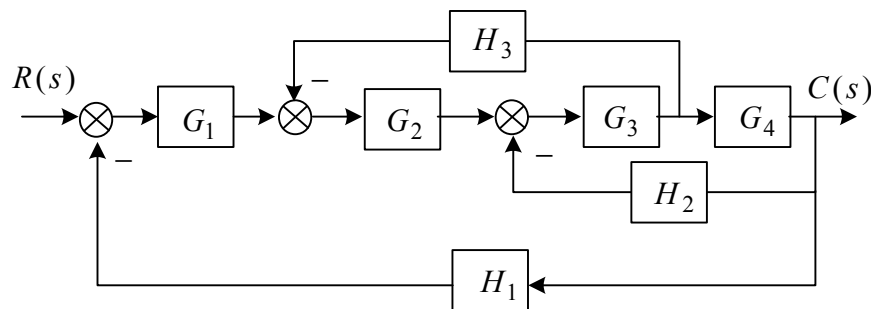 H₃
R(s) C(s)
−
G₁ G₂ G₃ G₄
− −
H₂
H₁